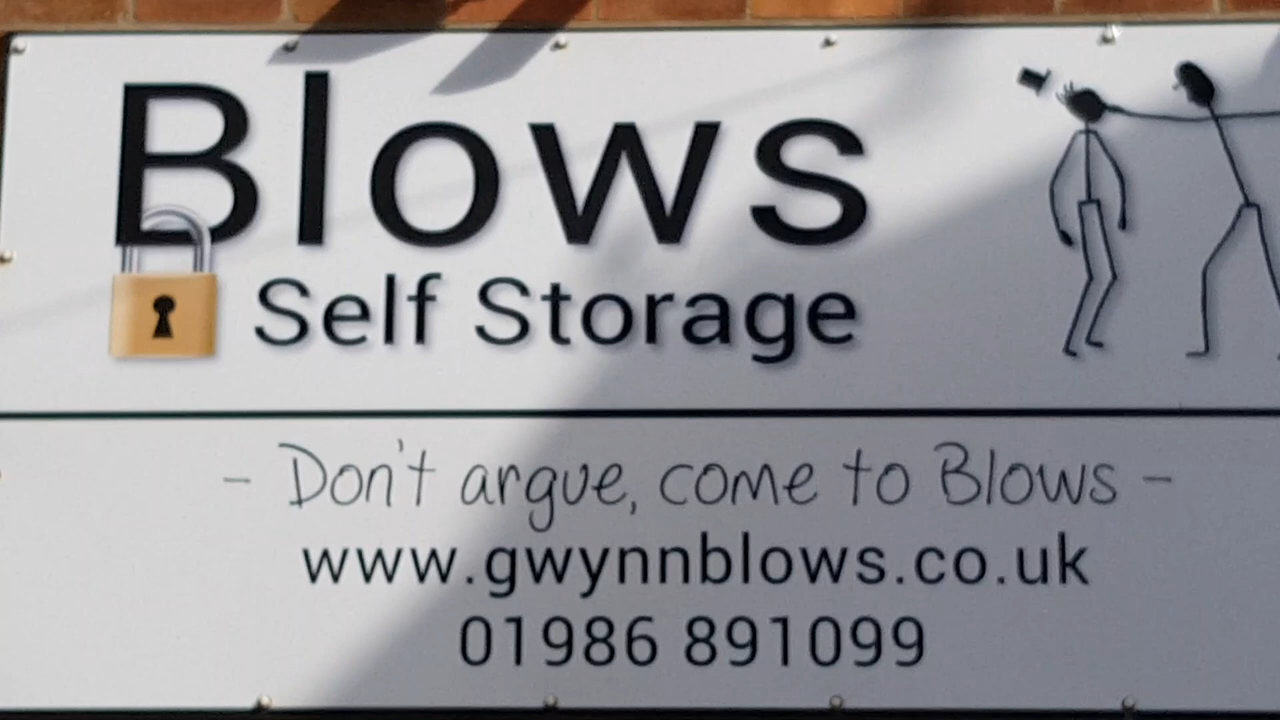 Blows
Self Storage
- Don't argue, come to Blows -
www.gwynnblows.co.uk
01986 891099